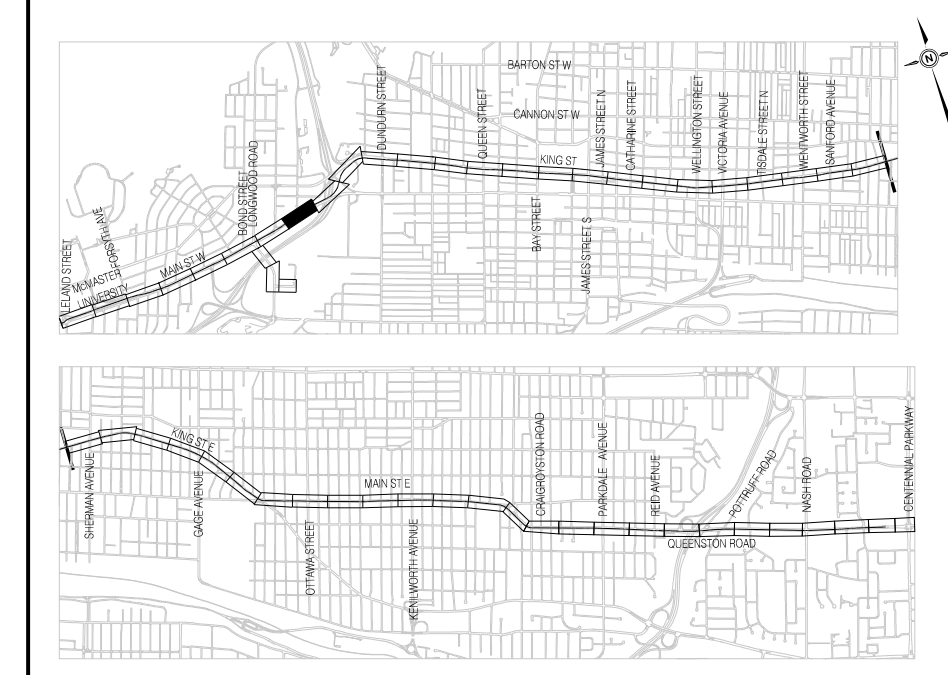 N
BARTON ST W
CANNON ST W
KING ST
DUNDURN STREET
QUEEN STREET
JAMES STREET N
CATHARINE STREET
WELLINGTON STREET
VICTORIA AVENUE
TISDALE STREET N
WENTWORTH STREET
SANFORD AVENUE
BOND STREET
LONGWOOD ROAD
BAY STREET
JAMES STREET S
LELAND STREET
FORSYTH AVE
McMASTER
UNIVERSITY
MAIN ST W
KING ST E
SHERMAN AVENUE
GAGE AVENUE
MAIN ST E
OTTAWA STREET
KENILWORTH AVENUE
CRAIGROYSTON ROAD
PARKDALE AVENUE
REID AVENUE
POTTRUFF ROAD
NASH ROAD
CENTENNIAL PARKWAY
QUEENSTON ROAD